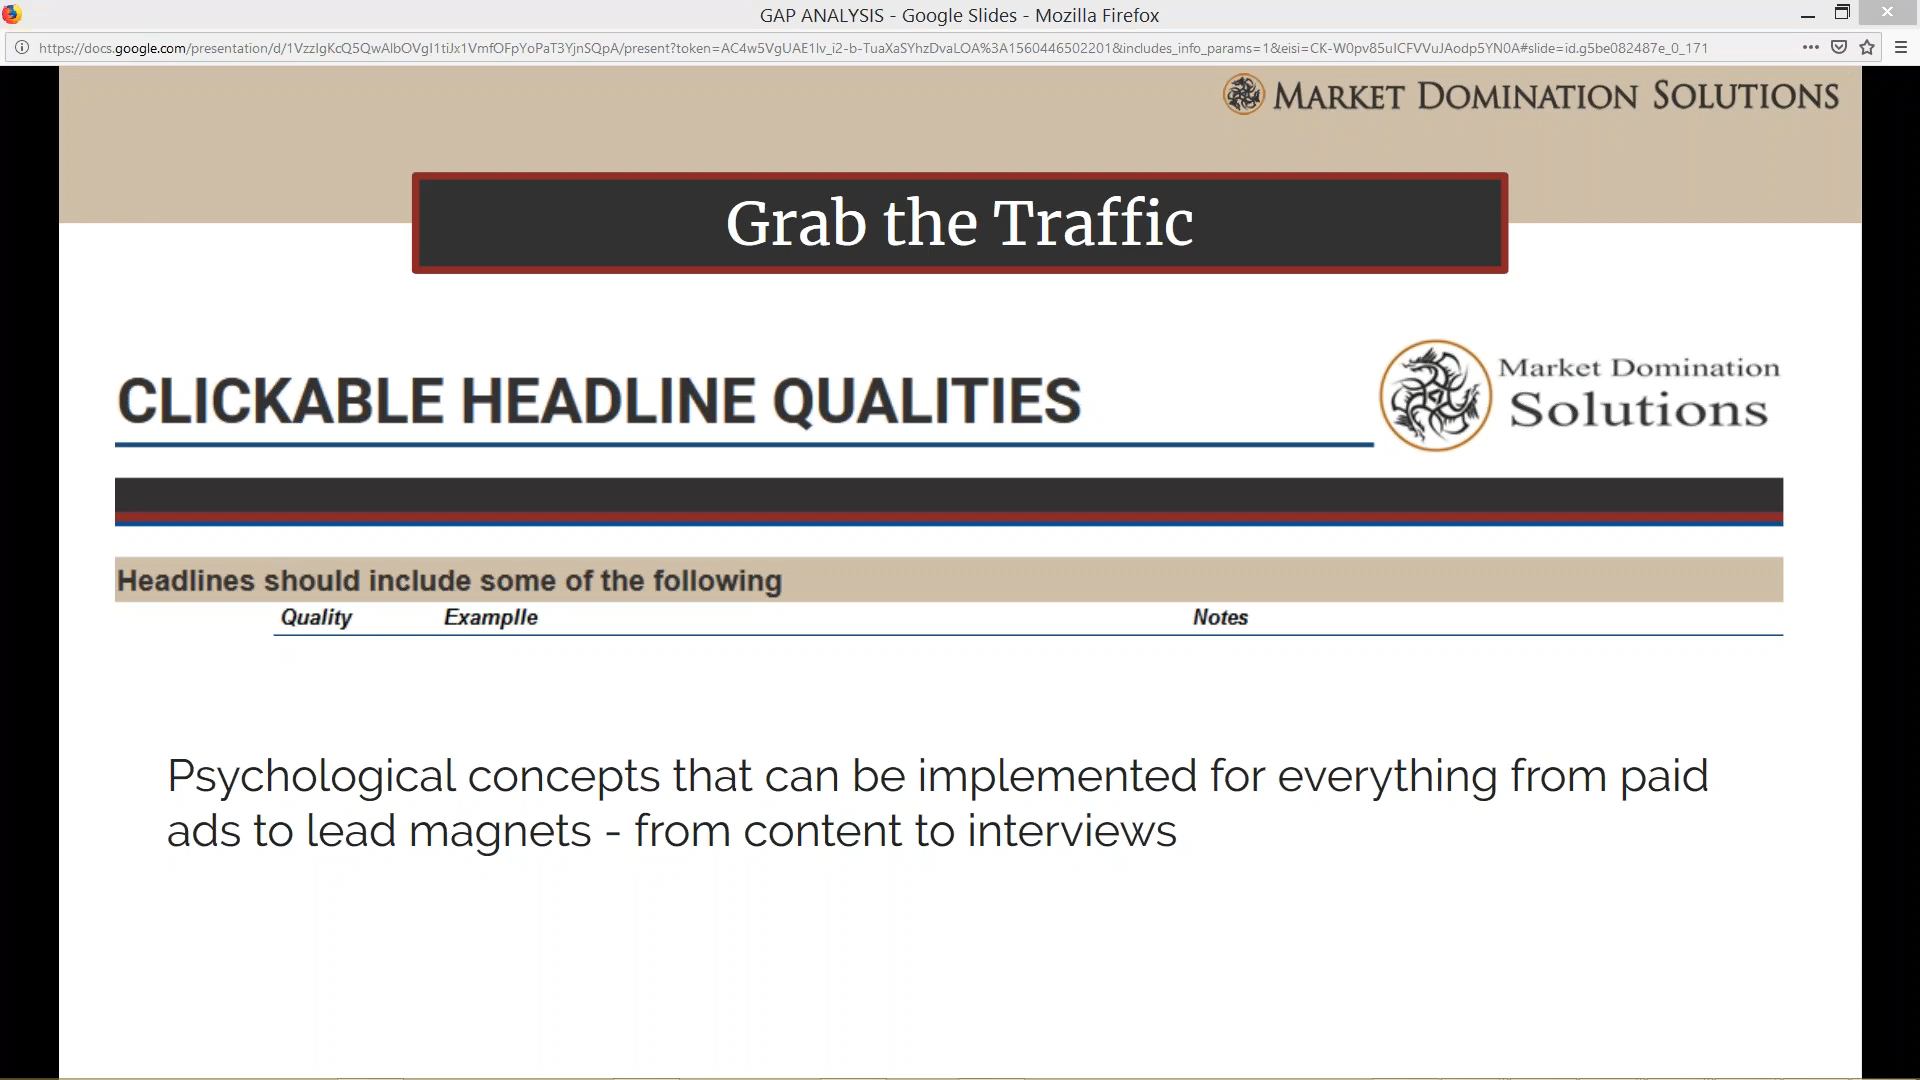 GAP ANALYSIS - Google Slides - Mozilla Firefox
https://docs.google.com/presentation/d/1VzzIgKcQ5QwAlbOVgI1tiJx1VmfOFpYoPaT3YjnSQpA/present?token=AC4w5VgUAE1lv_i2-b-TuaXaSYhzDvaLOA%3A1560446502201&includes_info_params=1&eisi=CK-W0pv85uICFVVuJAodp5YN0A#slide=id.g5be082487e_0_171
MARKET DOMINATION SOLUTIONS
Grab the Traffic
CLICKABLE HEADLINE QUALITIES
Market Domination
Solutions
Headlines should include some of the following
Quality Examplle Notes
Psychological concepts that can be implemented for everything from paid
ads to lead magnets - from content to interviews